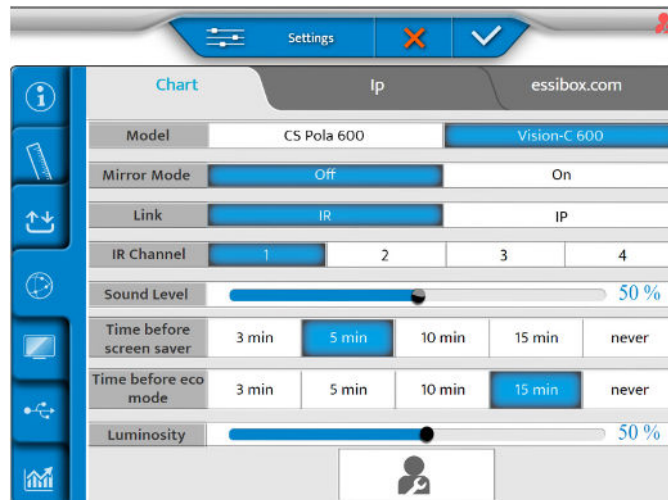 Settings
Chart Ip essibox.com
Model CS Pola 600 Vision-C 600
Mirror Mode Off On
Link IR IP
IR Channel 1 2 3 4
Sound Level 50 %
Time before
screen saver 3 min 5 min 10 min 15 min never
Time before eco
mode 3 min 5 min 10 min 15 min never
Luminosity 50 %